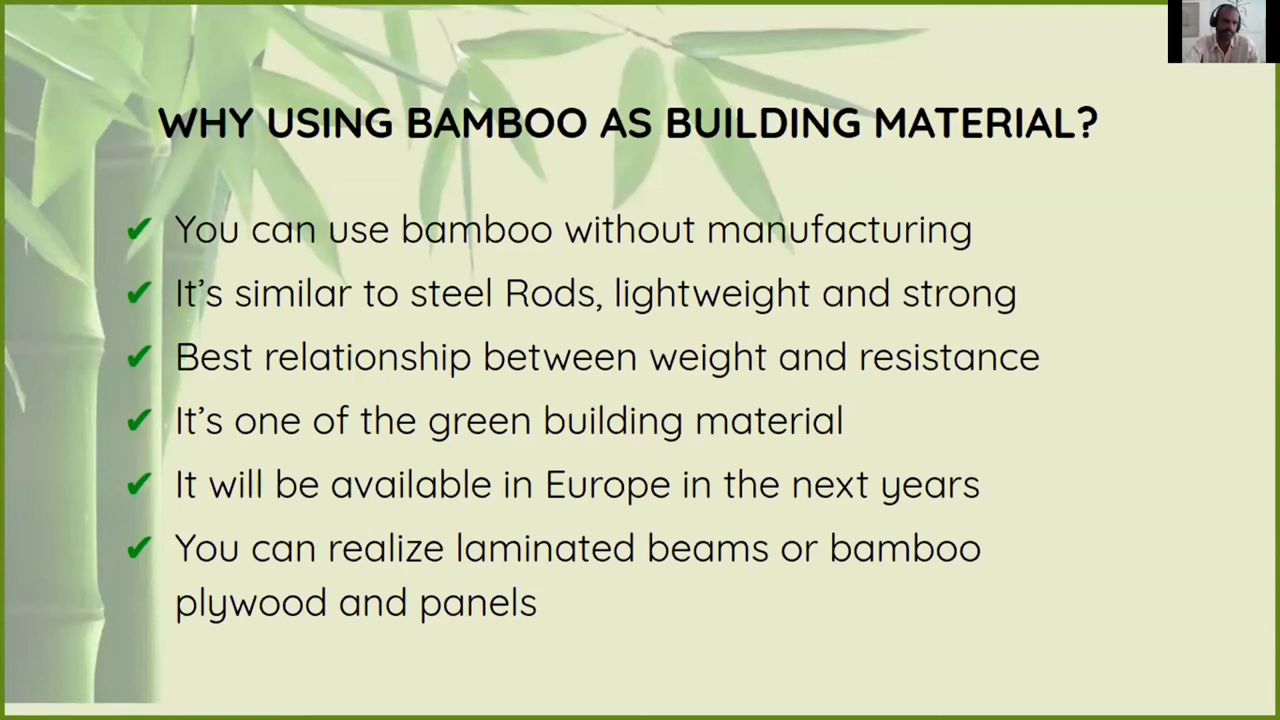 WHY USING BAMBOO AS BUILDING MATERIAL?
✔ You can use bamboo without manufacturing
✔ It’s similar to steel Rods, lightweight and strong
✔ Best relationship between weight and resistance
✔ It’s one of the green building material
✔ It will be available in Europe in the next years
✔ You can realize laminated beams or bamboo
plywood and panels